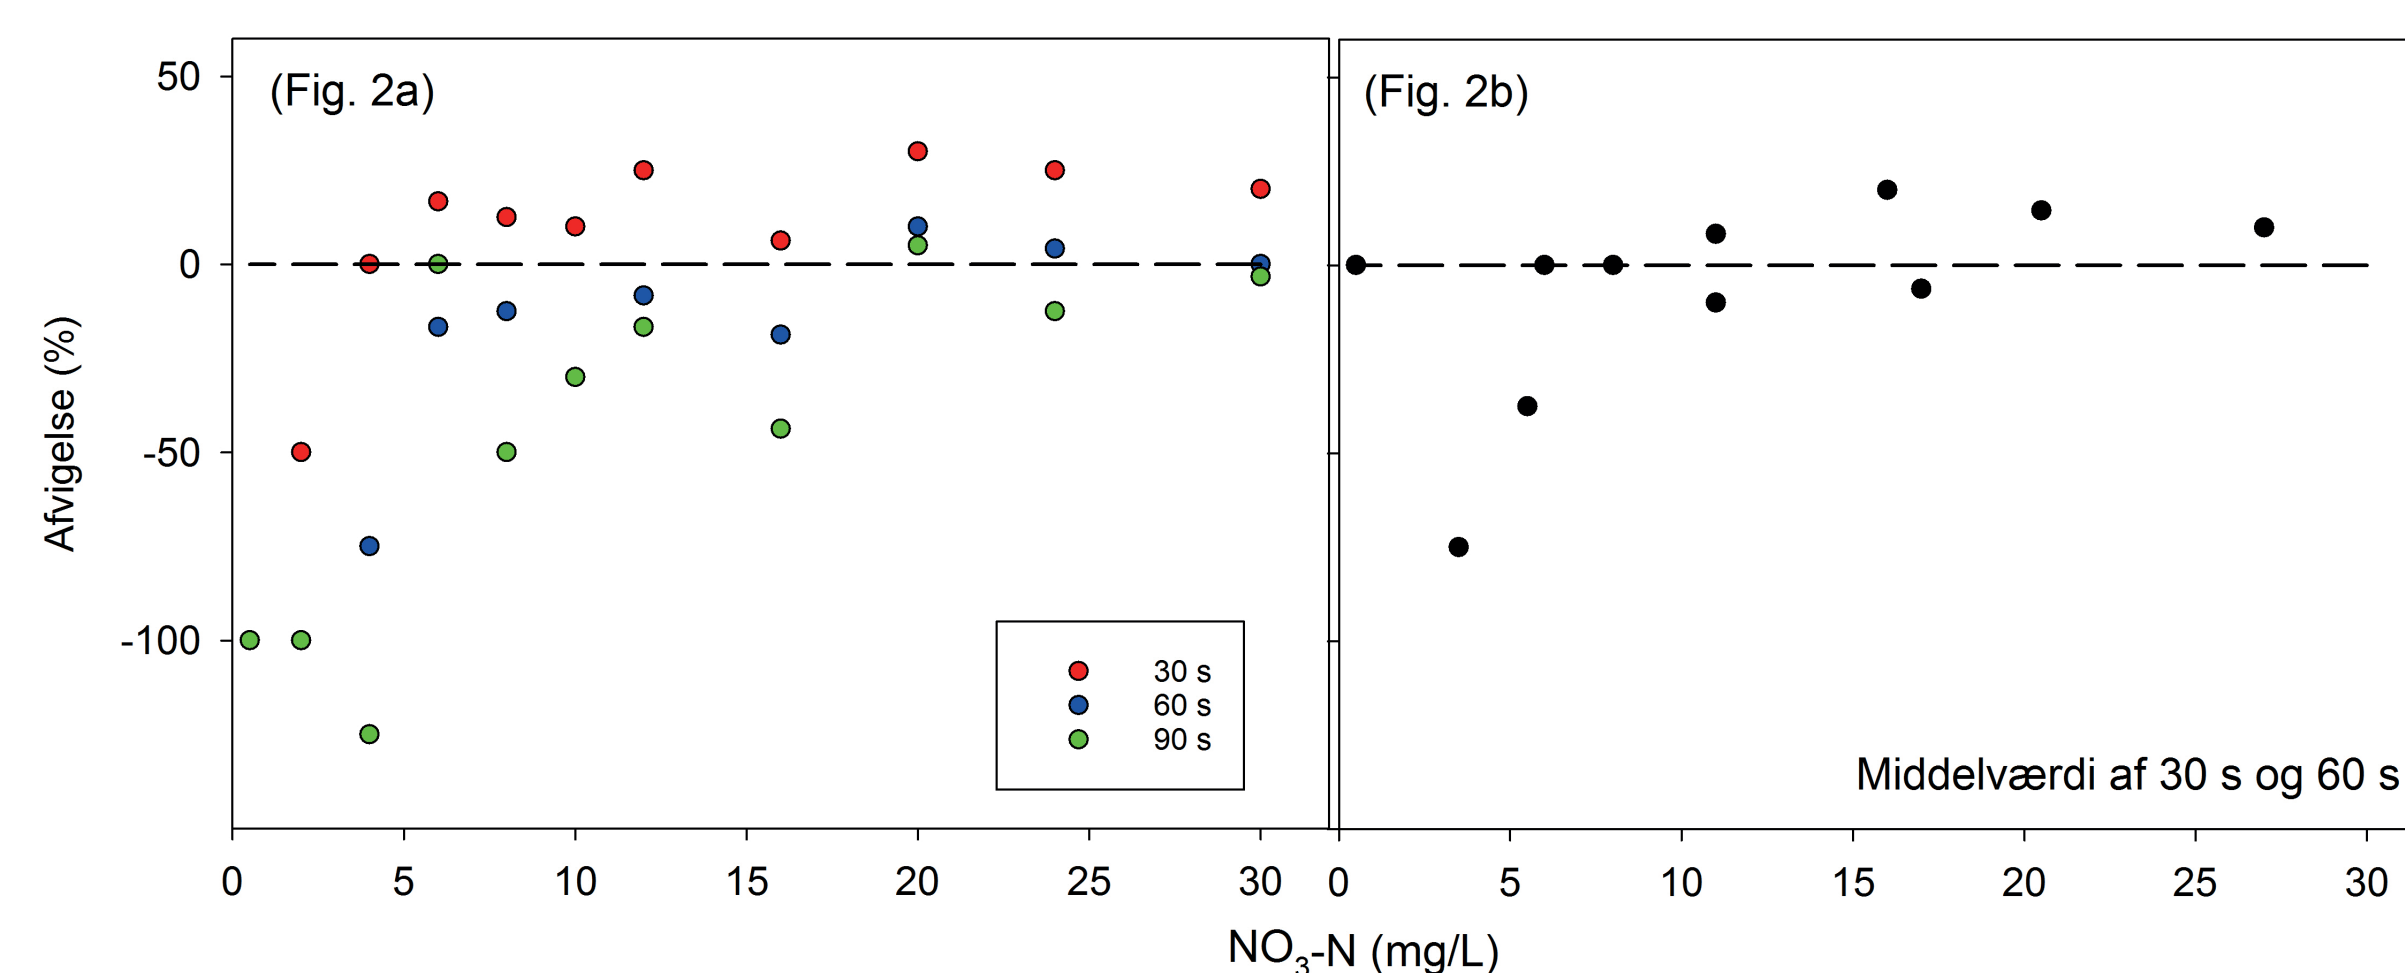 (Fig. 2a)
(Fig. 2b)
50
0
-50
-100
Afvigelse (%)
30 s
60 s
90 s
Middelværdi af 30 s og 60 s
0 5 10 15 20 25 30
0 5 10 15 20 25 30
NO₃-N (mg/L)